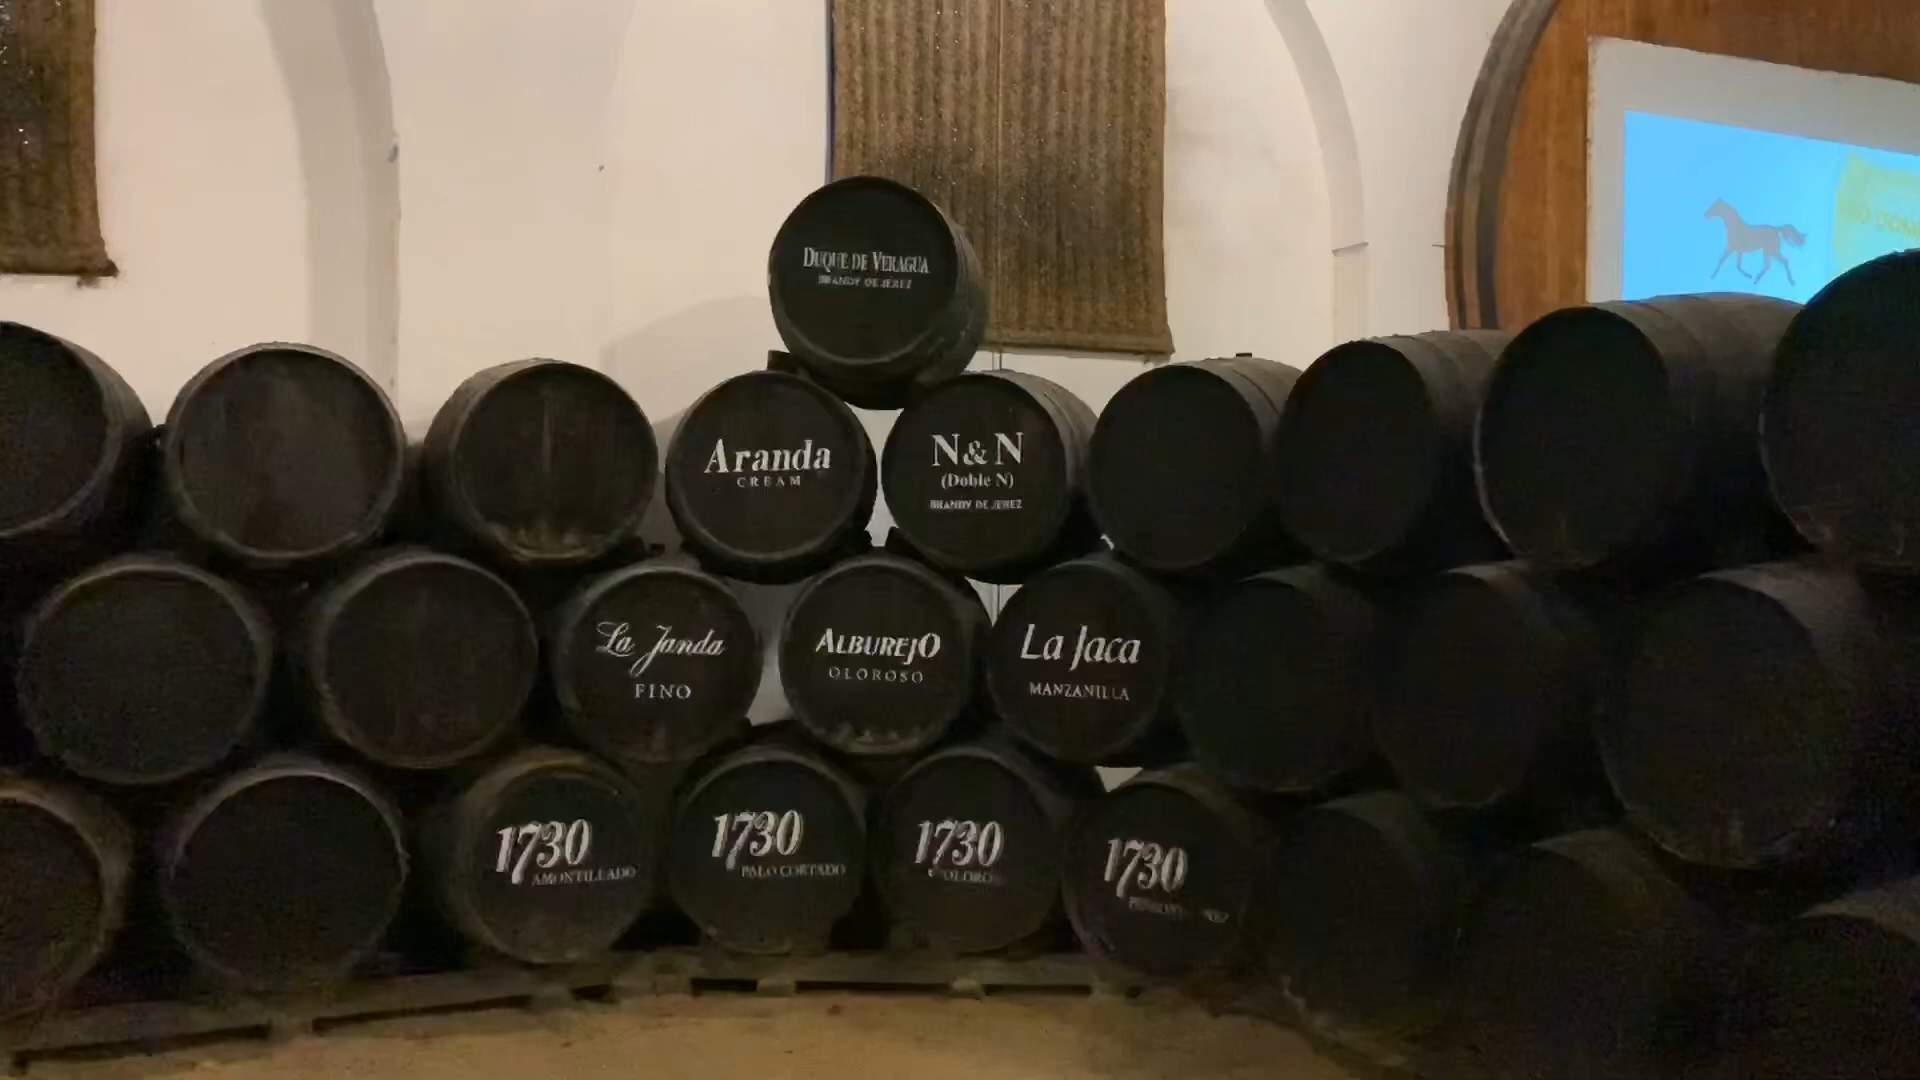 DUQUE DE VERAGUA
BRANDY DE JEREZ
Aranda
CREAM
N&N
(Doble N)
BRANDY DE JEREZ
La Janda
FINO
ALBUREJO
OLOROSO
La Jaca
MANZANILLA
1730
AMONTILLADO
1730
PALO CORTADO
1730
OLOROSO
1730